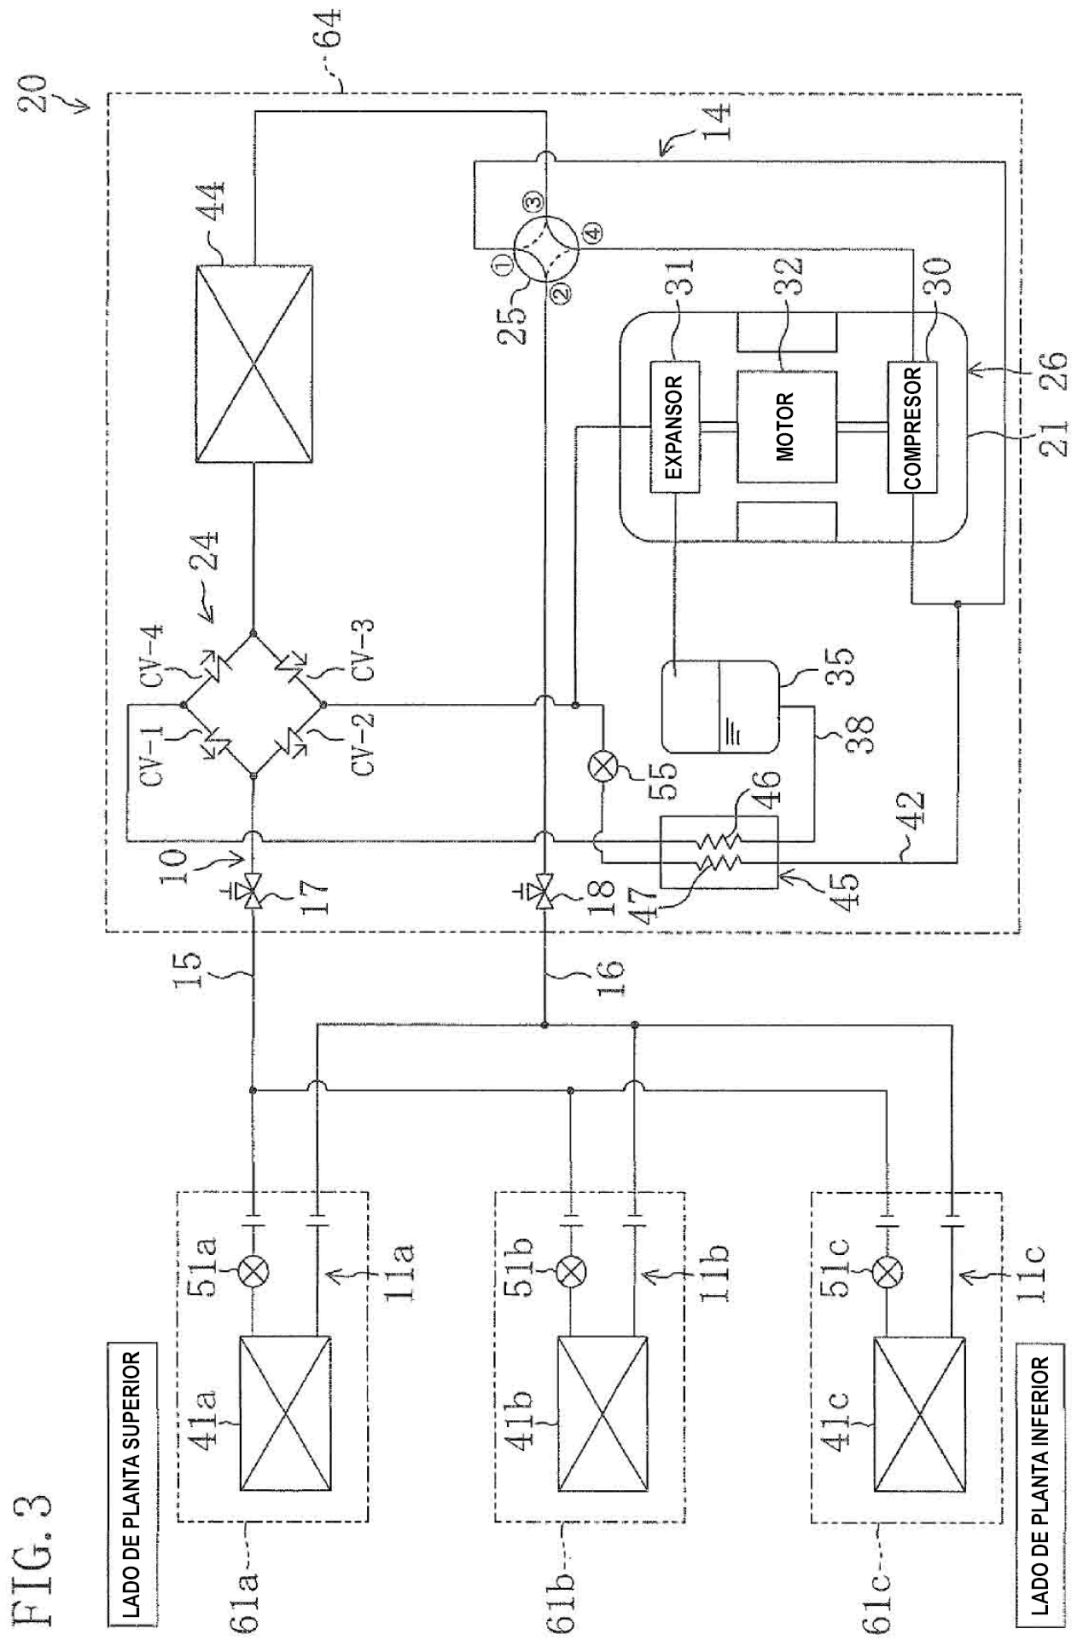 FIG. 3
20
64
LADO DE PLANTA SUPERIOR
61a
41a
51a
11a
15
10
17
CV-1
CV-4
24
44
CV-2
CV-3
14
①
②
③
④
25
16
18
61b
41b
51b
11b
55
46
47
45
42
38
35
EXPANSOR
31
MOTOR
32
COMPRESOR
30
21
26
61c
41c
51c
11c
LADO DE PLANTA INFERIOR